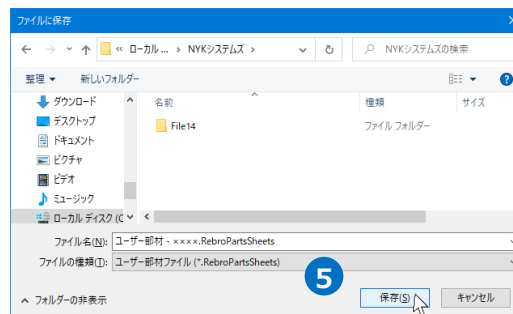 ファイルに保存
« ローカル ... › NYKシステムズ ›
NYKシステムズの検索
整理 新しいフォルダー
?
名前 種類 サイズ
File14 ファイル フォルダー
ダウンロード
デスクトップ
ドキュメント
ピクチャ
ビデオ
ミュージック
ローカル ディスク (C
ファイル名(N): ユーザー部材 - ××××.RebroPartsSheets
ファイルの種類(T): ユーザー部材ファイル (*.RebroPartsSheets)
5
フォルダーの非表示 保存(S) キャンセル